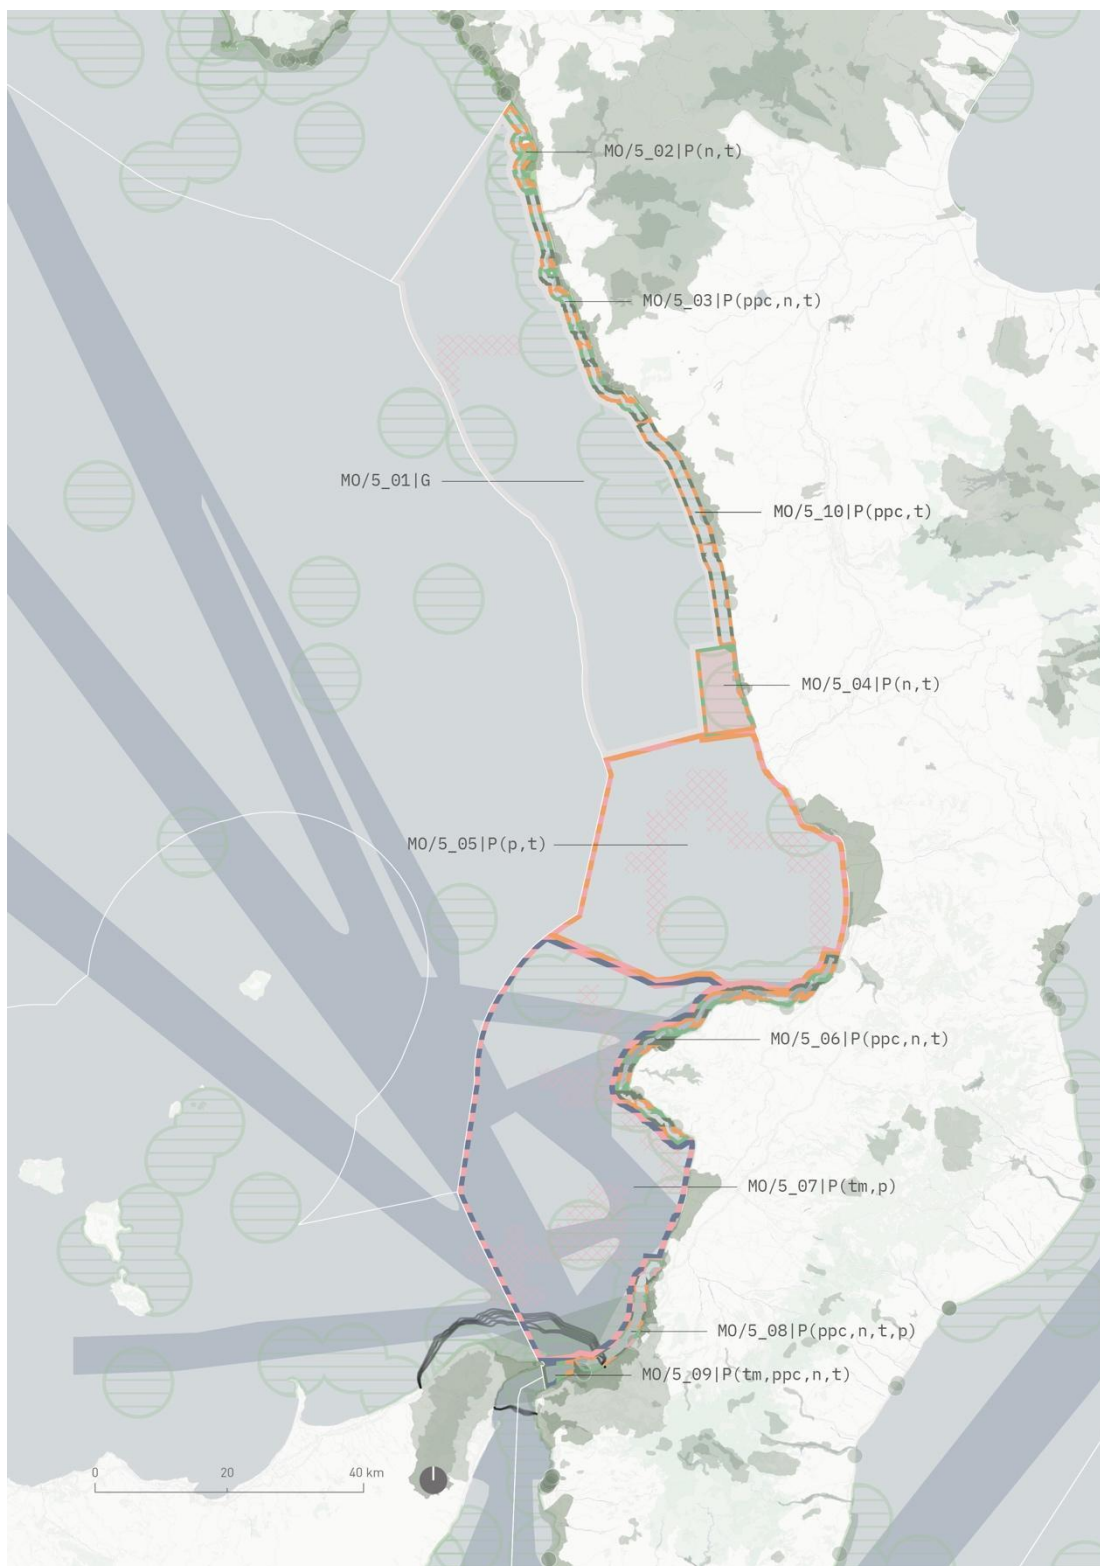 MO/5_02|P(n,t)
MO/5_03|P(ppc,n,t)
MO/5_01|G
MO/5_10|P(ppc,t)
MO/5_04|P(n,t)
MO/5_05|P(p,t)
MO/5_06|P(ppc,n,t)
MO/5_07|P(tm,p)
MO/5_08|P(ppc,n,t,p)
MO/5_09|P(tm,ppc,n,t)
0 20 40 km